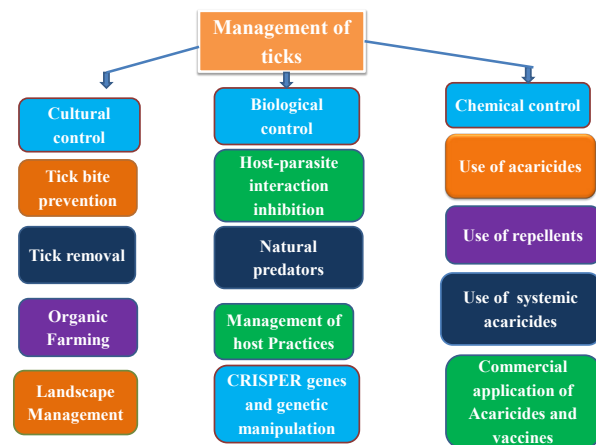 Management of
ticks
Cultural
control
Tick bite
prevention
Tick removal
Organic
Farming
Landscape
Management
Biological
control
Host-parasite
interaction
inhibition
Natural
predators
Management of
host Practices
CRISPER genes
and genetic
manipulation
Chemical control
Use of acaricides
Use of repellents
Use of systemic
acaricides
Commercial
application of
Acaricides and
vaccines